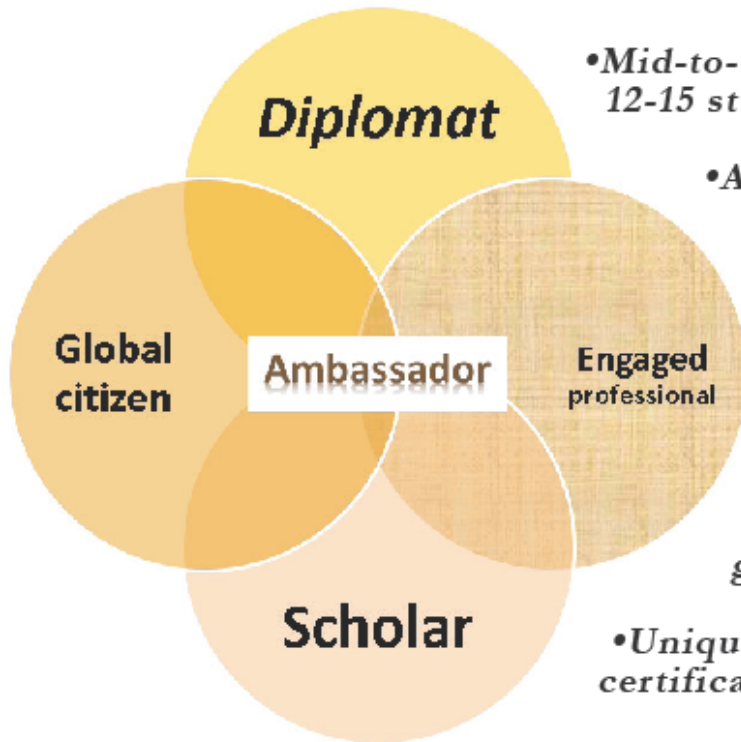 Diplomat
•Mid-to-
12-15 st
•A
Global
citizen
Ambassador
Engaged
professional
g
Scholar
•Uniqu
certifica